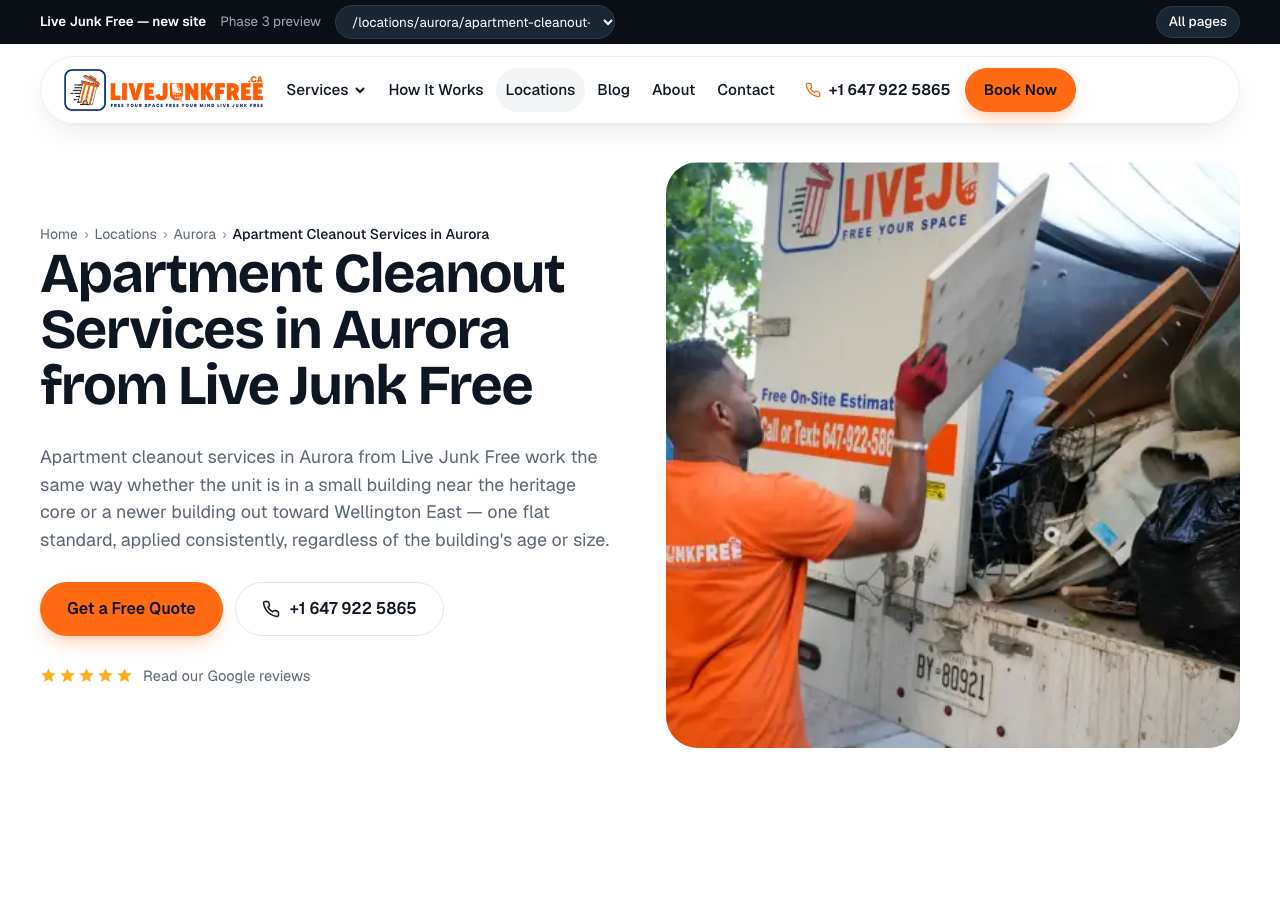 Live Junk Free — new site
Phase 3 preview
/locations/aurora/apartment-cleanout-
All pages
LIVEJUNKFREE
.CA
FREE YOUR SPACE FREE YOUR MIND LIVE JUNK FREE
Services
How It Works
Locations
Blog
About
Contact
+1 647 922 5865
Book Now
Home › Locations › Aurora › Apartment Cleanout Services in Aurora
Apartment Cleanout
Services in Aurora
from Live Junk Free
Apartment cleanout services in Aurora from Live Junk Free work the
same way whether the unit is in a small building near the heritage
core or a newer building out toward Wellington East — one flat
standard, applied consistently, regardless of the building's age or size.
Get a Free Quote
+1 647 922 5865
Read our Google reviews
LIVEJU
FREE YOUR SPACE
Free On-Site Estimat
Call or Text: 647-922-586
JUNKFREE
BY 80921